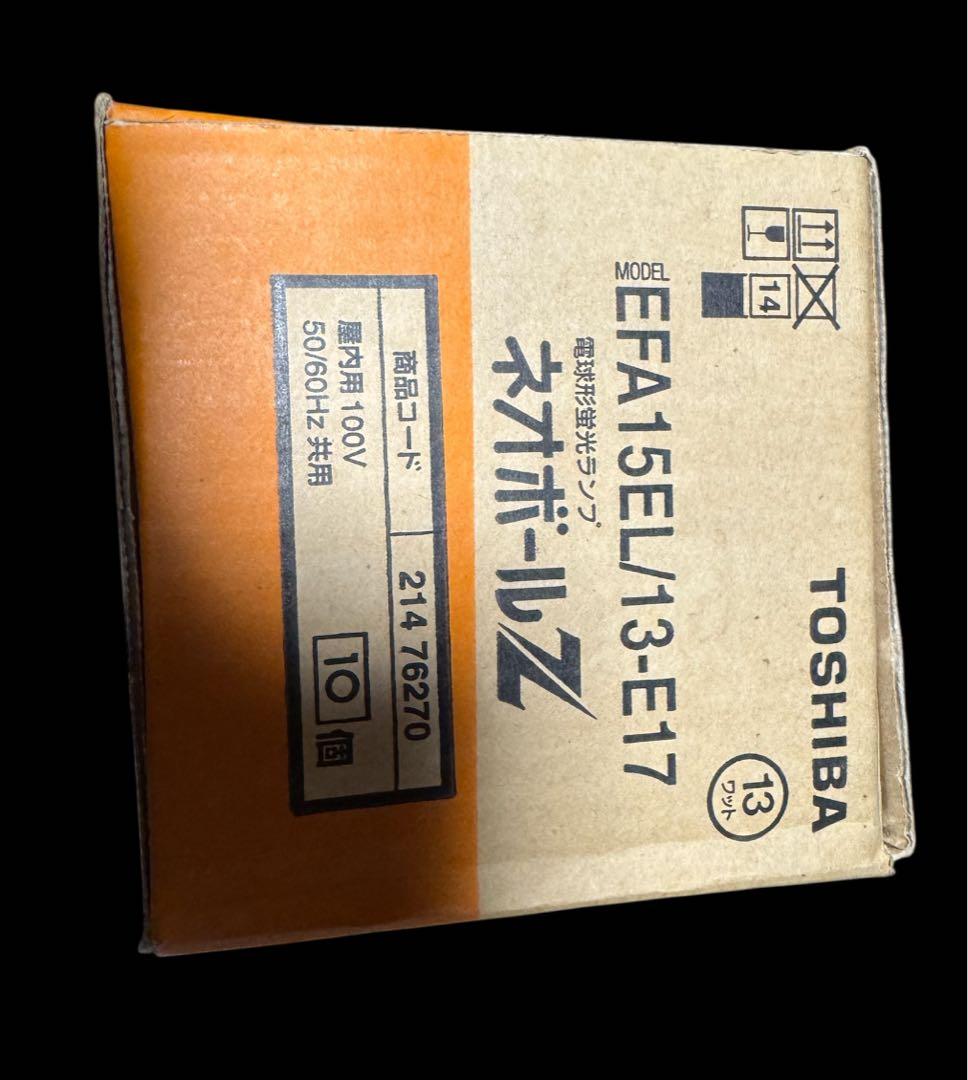 TOSHIBA
14
13
ワット
MODEL EFA15EL/13-E17
電球形蛍光ランプ
ネオボールZ
商品コード 214 76270
屋内用 100V
50/60Hz 共用
10 個